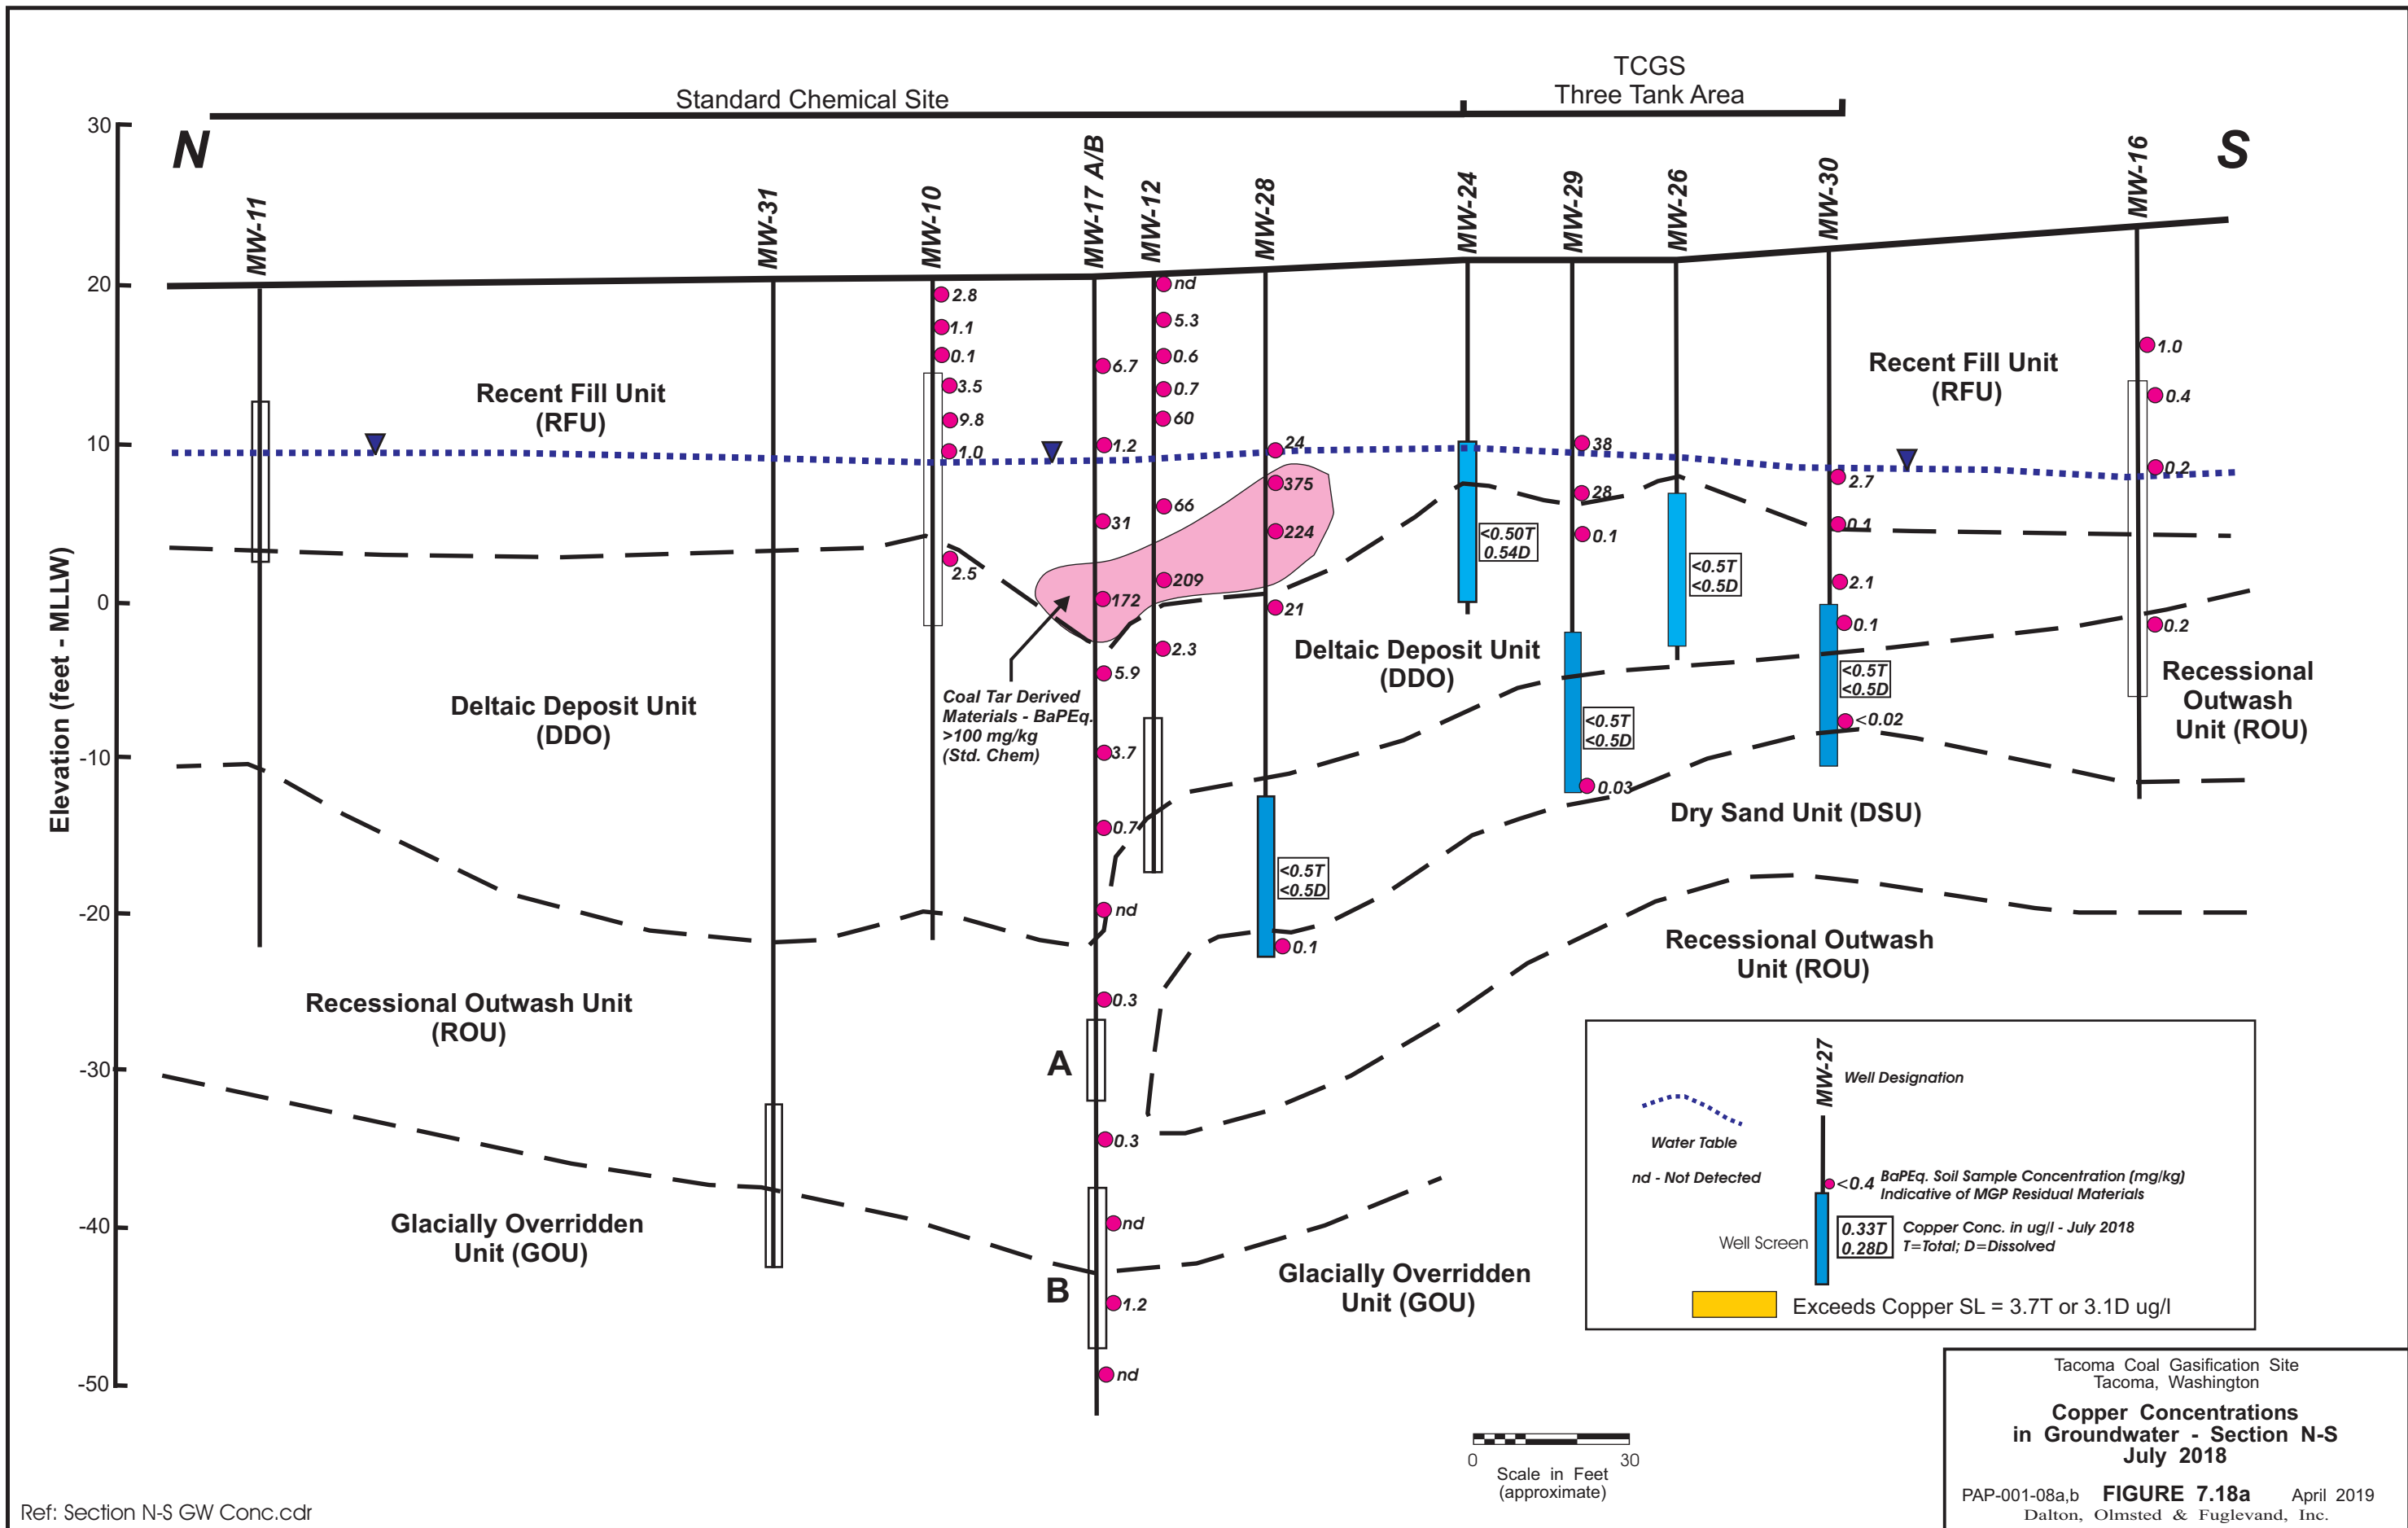 TCGS
Standard Chemical Site
Three Tank Area
N
S
MW-11
MW-31
MW-10
MW-17 A/B
MW-12
MW-28
MW-24
MW-29
MW-26
MW-30
MW-16
Elevation (feet - MLLW)
30
20
10
0
-10
-20
-30
-40
-50
2.8
1.1
0.1
3.5
9.8
1.0
2.5
6.7
1.2
31
172
5.9
3.7
0.7
nd
0.3
0.3
nd
1.2
nd
nd
5.3
0.6
0.7
60
66
209
2.3
24
375
224
21
0.1
38
28
0.1
0.03
2.7
0.1
2.1
0.1
<0.02
1.0
0.4
0.2
0.2
<0.5T
<0.5D
<0.50T
0.54D
<0.5T
<0.5D
<0.5T
<0.5D
<0.5T
<0.5D
Recent Fill Unit
(RFU)
Recent Fill Unit
(RFU)
Deltaic Deposit Unit
(DDO)
Deltaic Deposit Unit
(DDO)
Coal Tar Derived
Materials - BaPEq.
>100 mg/kg
(Std. Chem)
Recessional
Outwash
Unit (ROU)
Dry Sand Unit (DSU)
Recessional Outwash
Unit (ROU)
Recessional Outwash Unit
(ROU)
A
B
Glacially Overridden
Unit (GOU)
Glacially Overridden
Unit (GOU)
MW-27
Well Designation
Water Table
nd - Not Detected
<0.4
BaPEq. Soil Sample Concentration (mg/kg)
Indicative of MGP Residual Materials
0.33T
0.28D
Copper Conc. in ug/l - July 2018
T=Total; D=Dissolved
Well Screen
Exceeds Copper SL = 3.7T or 3.1D ug/l
0
30
Scale in Feet
(approximate)
Tacoma Coal Gasification Site
Tacoma, Washington
Copper Concentrations
in Groundwater - Section N-S
July 2018
PAP-001-08a,b FIGURE 7.18a April 2019
Dalton, Olmsted & Fuglevand, Inc.
Ref: Section N-S GW Conc.cdr